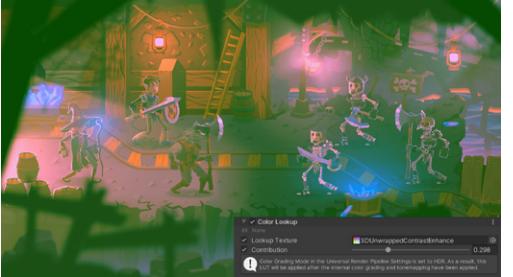 Color Lookup
All None
Lookup Texture
SDUnwrappedContrastEnhance
Contribution
0.298
Color Grading Mode in the Universal Render Pipeline Settings is set to HDR. As a result, this
LUT will be applied after the internal color grading and tonemapping have been applied.